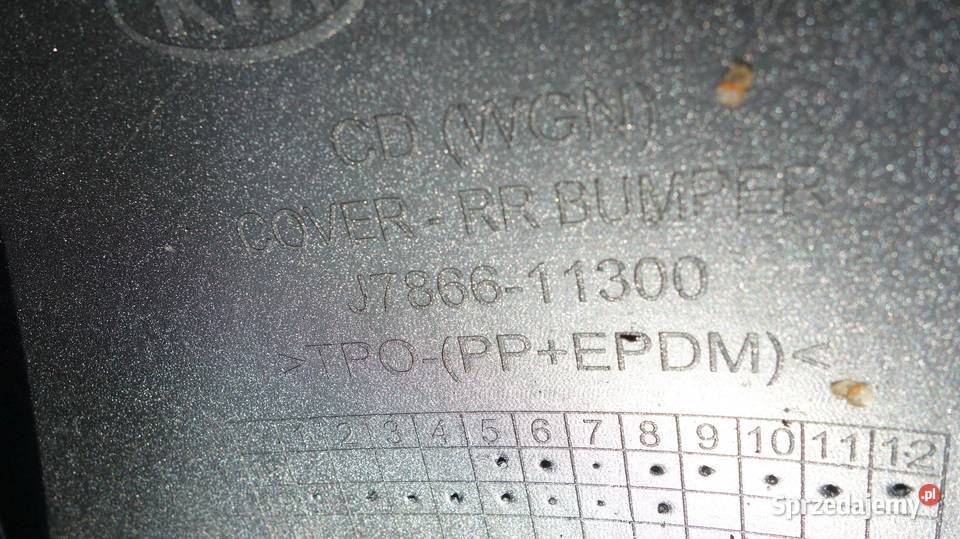 KIA
CD (WGN)
COVER - RR BUMPER
J7866-11300
>TPO-(PP+EPDM)<
1 2 3 4 5 6 7 8 9 10 11 12
Sprzedajemy.pl